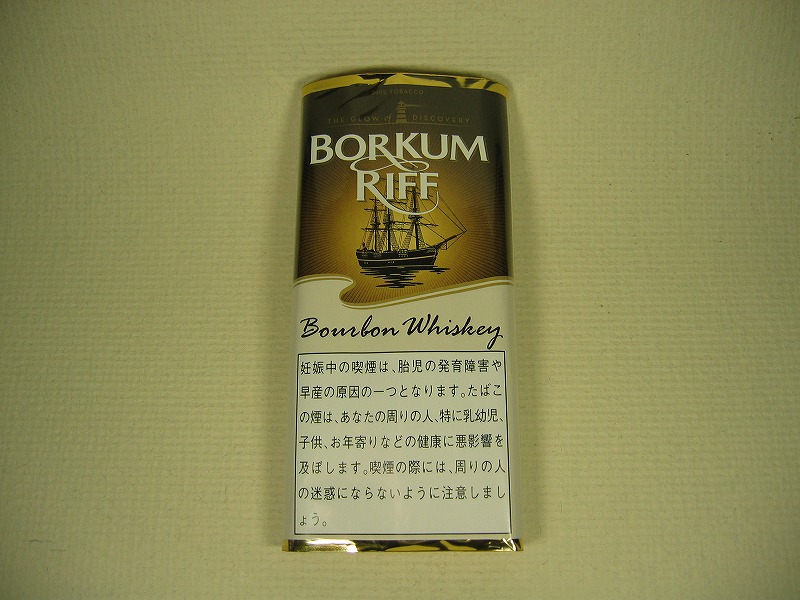 PIPE TOBACCO
THE GLOW of DISCOVERY
BORKUM
RIFF
Bourbon Whiskey
妊娠中の喫煙は、胎児の発育障害や
早産の原因の一つとなります。たばこ
の煙は、あなたの周りの人、特に乳幼児、
子供、お年寄りなどの健康に悪影響を
及ぼします。喫煙の際には、周りの人
の迷惑にならないように注意しまし
ょう。